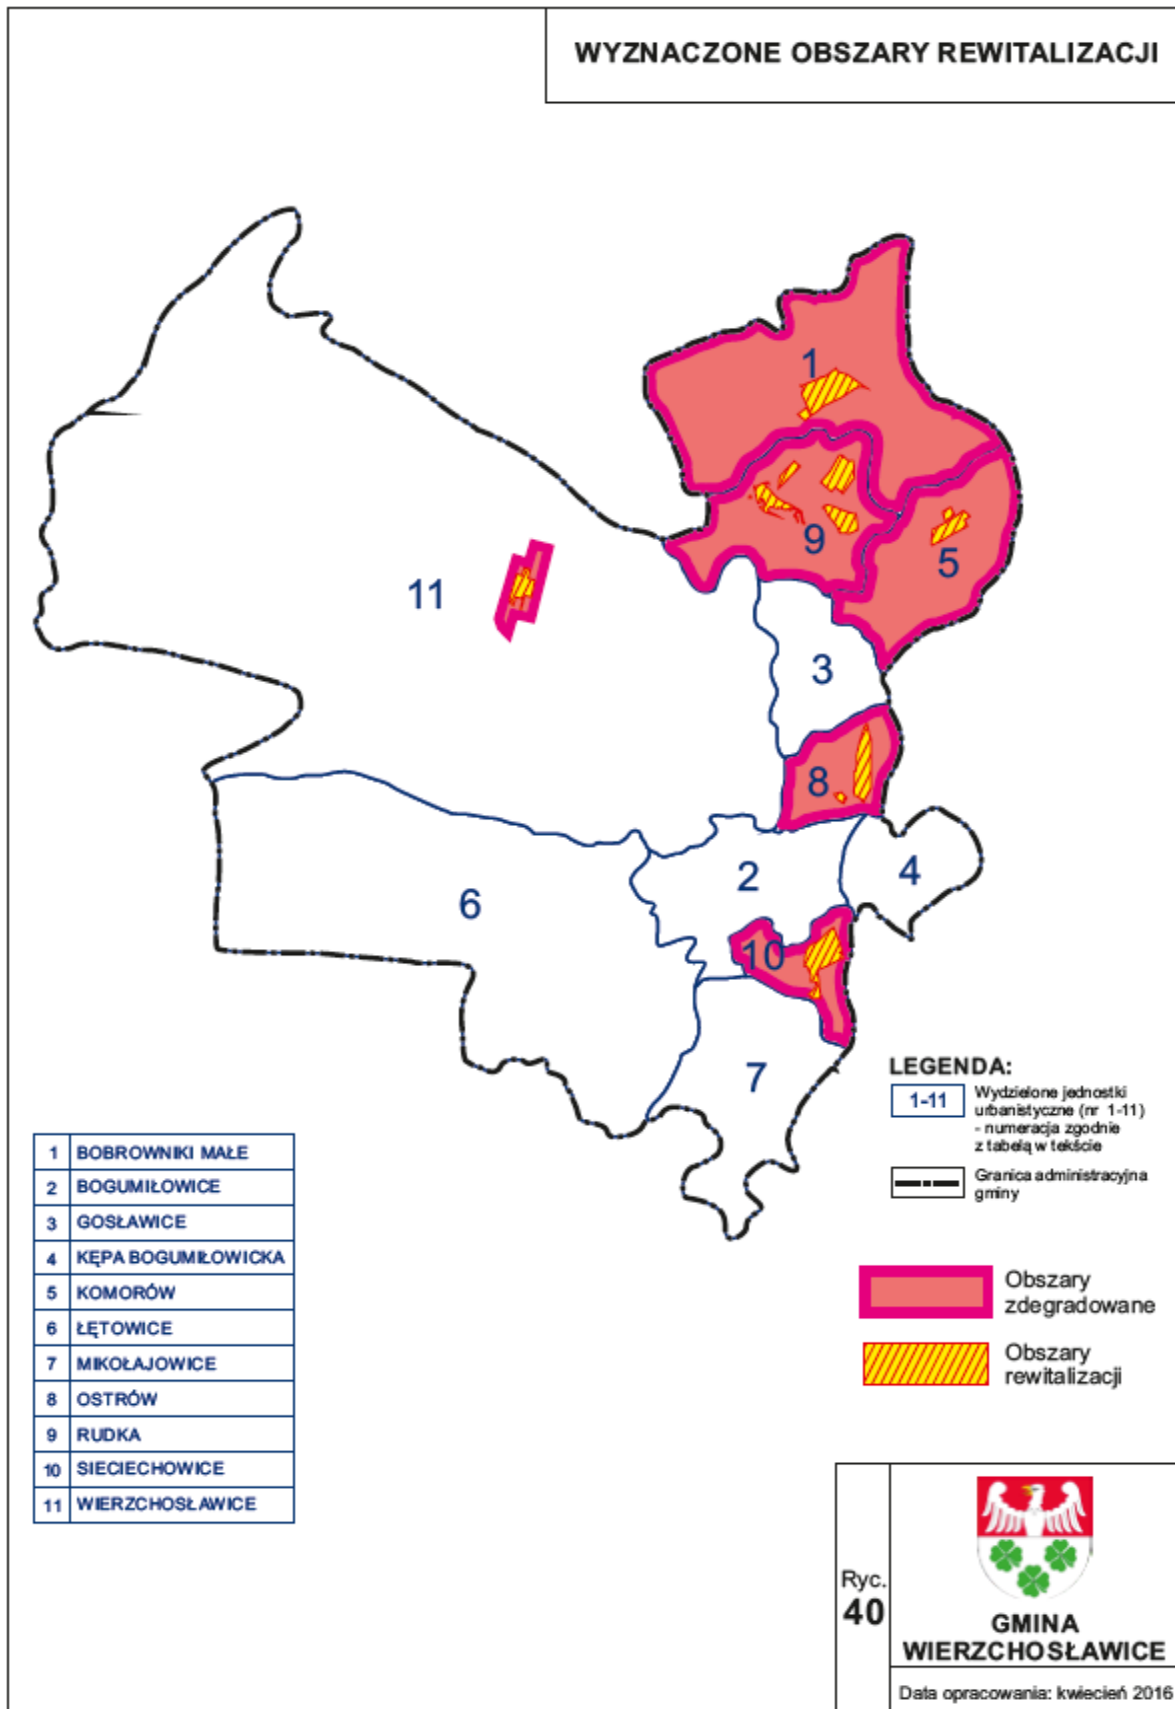 WYZNACZONE OBSZARY REWITALIZACJI
1
9
5
11
3
8
2
4
6
10
7
LEGENDA:
1-11
Wydzielone jednostki
urbanistyczne (nr 1-11)
- numeracja zgodnie
z tabelą w tekście
Granica administracyjna
gminy
Obszary
zdegradowane
Obszary
rewitalizacji
1 BOBROWNIKI MAŁE
2 BOGUMIŁOWICE
3 GOSŁAWICE
4 KĘPA BOGUMIŁOWICKA
5 KOMORÓW
6 ŁĘTOWICE
7 MIKOŁAJOWICE
8 OSTRÓW
9 RUDKA
10 SIECIECHOWICE
11 WIERZCHOSŁAWICE
Ryc.
40
GMINA
WIERZCHOSŁAWICE
Data opracowania: kwiecień 2016